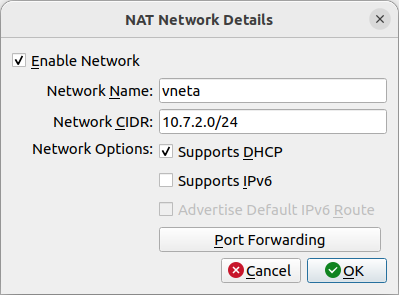 NAT Network Details
Enable Network
Network Name: vneta
Network CIDR: 10.7.2.0/24
Network Options: Supports DHCP
Supports IPv6
Advertise Default IPv6 Route
Port Forwarding
Cancel OK